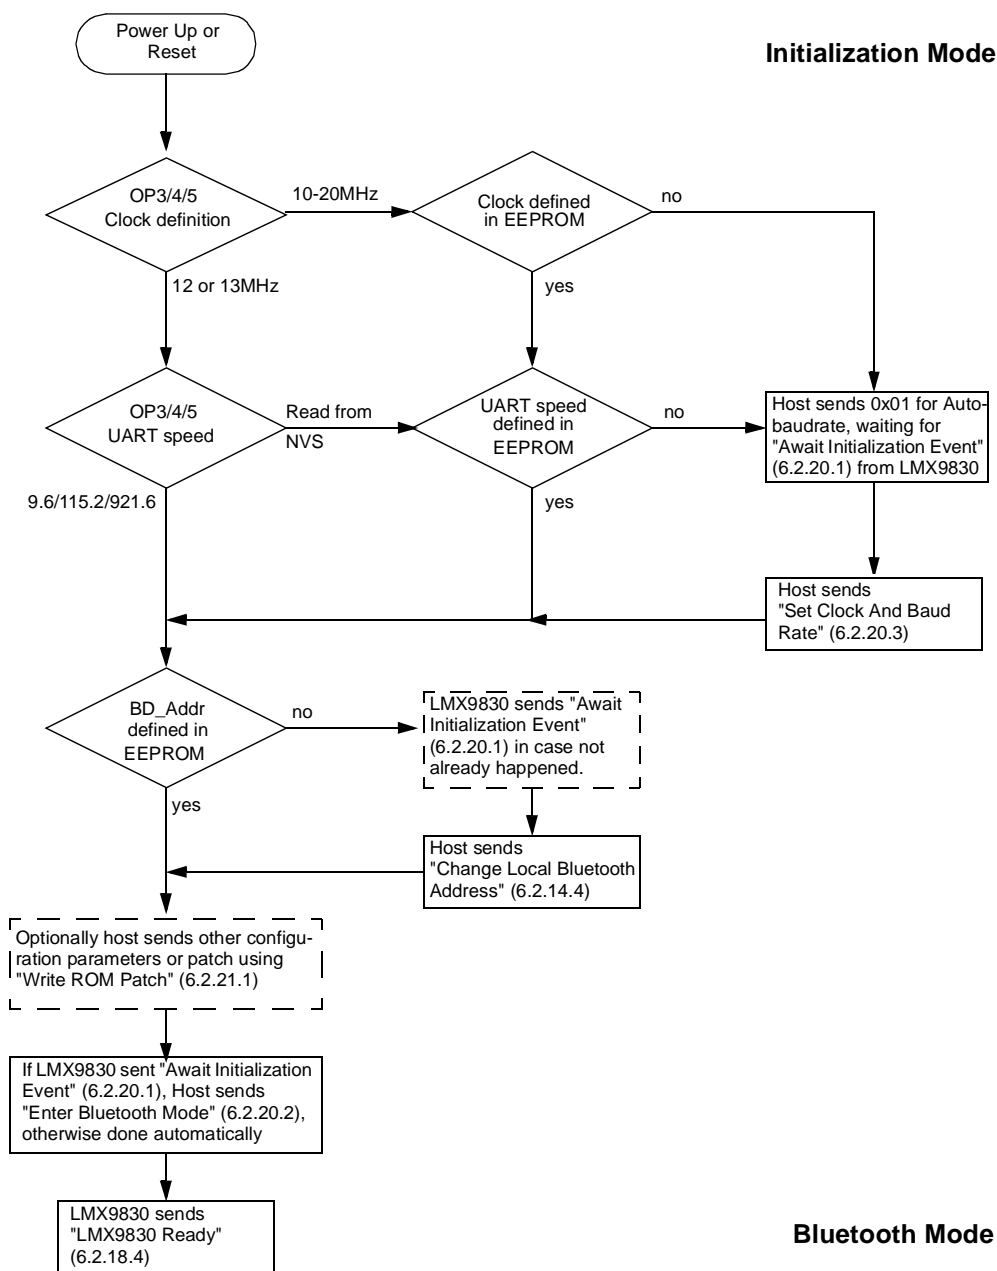 Power Up or
Reset
Initialization Mode
OP3/4/5
Clock definition
10-20MHz
Clock defined
in EEPROM
no
12 or 13MHz
yes
OP3/4/5
UART speed
Read from
NVS
UART speed
defined in
EEPROM
no
Host sends 0x01 for Auto-
baudrate, waiting for
"Await Initialization Event"
(6.2.20.1) from LMX9830
9.6/115.2/921.6
yes
Host sends
"Set Clock And Baud
Rate" (6.2.20.3)
BD_Addr
defined in
EEPROM
no
LMX9830 sends "Await
Initialization Event"
(6.2.20.1) in case not
already happened.
yes
Host sends
"Change Local Bluetooth
Address" (6.2.14.4)
Optionally host sends other configu-
ration parameters or patch using
"Write ROM Patch" (6.2.21.1)
If LMX9830 sent "Await Initialization
Event" (6.2.20.1), Host sends
"Enter Bluetooth Mode" (6.2.20.2),
otherwise done automatically
LMX9830 sends
"LMX9830 Ready"
(6.2.18.4)
Bluetooth Mode